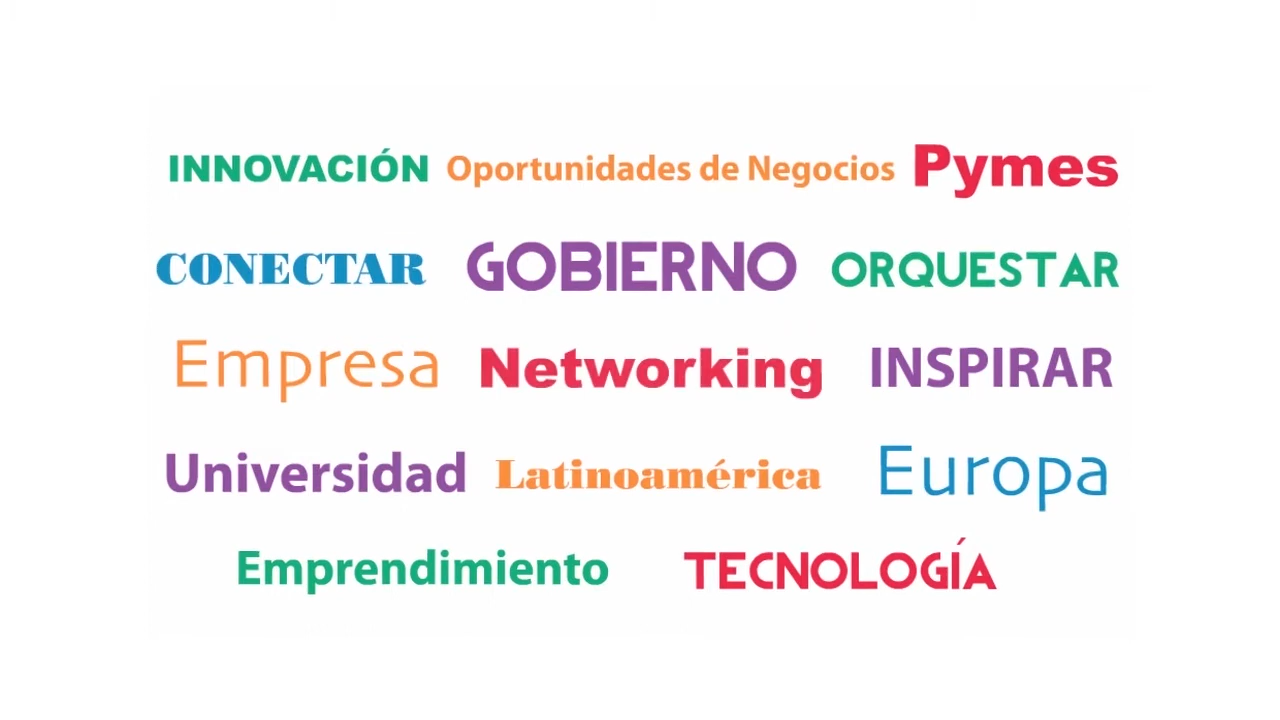 INNOVACIÓN Oportunidades de Negocios Pymes
CONECTAR GOBIERNO ORQUESTAR
Empresa Networking INSPIRAR
Universidad Latinoamérica Europa
Emprendimiento TECNOLOGÍA